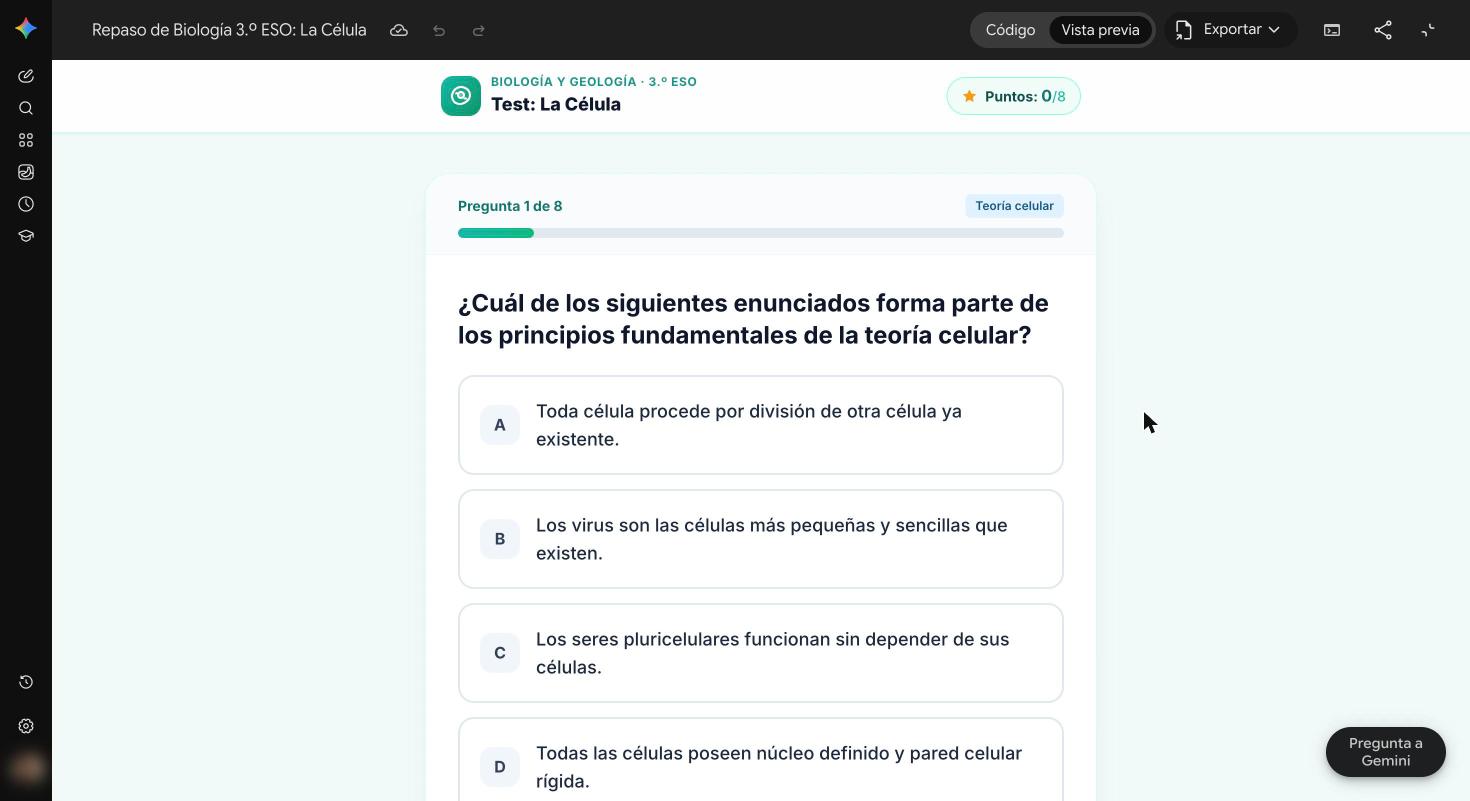 Repaso de Biología 3.º ESO: La Célula
Código
Vista previa
Exportar
BIOLOGÍA Y GEOLOGÍA · 3.º ESO
Test: La Célula
Puntos: 0/8
Pregunta 1 de 8
Teoría celular
¿Cuál de los siguientes enunciados forma parte de
los principios fundamentales de la teoría celular?
A
Toda célula procede por división de otra célula ya
existente.
B
Los virus son las células más pequeñas y sencillas que
existen.
C
Los seres pluricelulares funcionan sin depender de sus
células.
D
Todas las células poseen núcleo definido y pared celular
rígida.
Pregunta a
Gemini